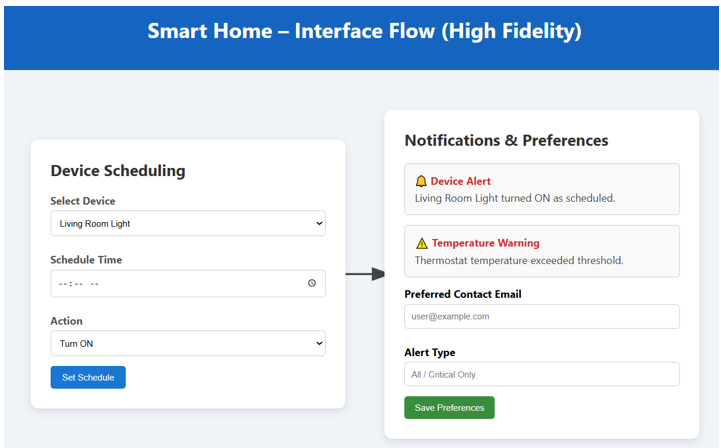 Smart Home – Interface Flow (High Fidelity)
Device Scheduling
Select Device
Living Room Light
Schedule Time
--:-- --
Action
Turn ON
Set Schedule
Notifications & Preferences
Device Alert
Living Room Light turned ON as scheduled.
Temperature Warning
Thermostat temperature exceeded threshold.
Preferred Contact Email
user@example.com
Alert Type
All / Critical Only
Save Preferences